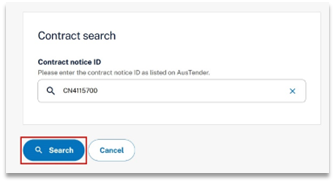 Contract search
Contract notice ID
Please enter the contract notice ID as listed on AusTender.
CN4115700
Search
Cancel